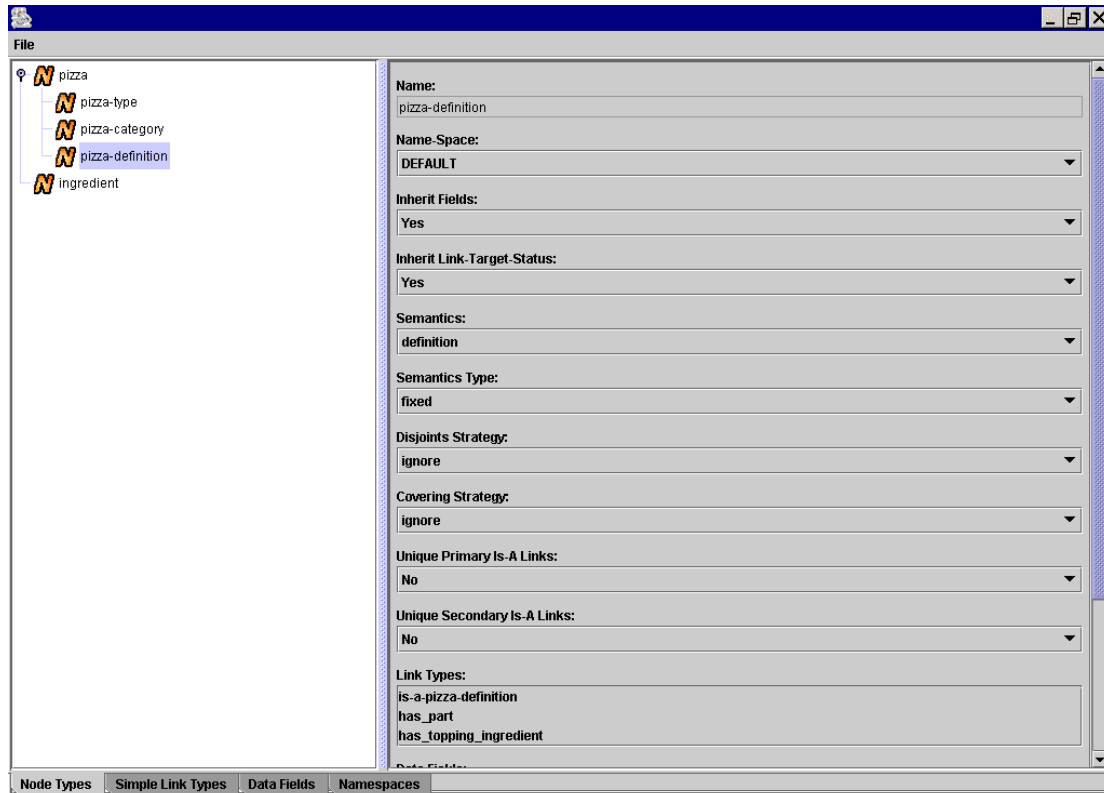 File
pizza
pizza-type
pizza-category
pizza-definition
ingredient
Name:
pizza-definition
Name-Space:
DEFAULT
Inherit Fields:
Yes
Inherit Link-Target-Status:
Yes
Semantics:
definition
Semantics Type:
fixed
Disjoints Strategy:
ignore
Covering Strategy:
ignore
Unique Primary Is-A Links:
No
Unique Secondary Is-A Links:
No
Link Types:
is-a-pizza-definition
has_part
has_topping_ingredient
Data Fields:
Node Types Simple Link Types Data Fields Namespaces